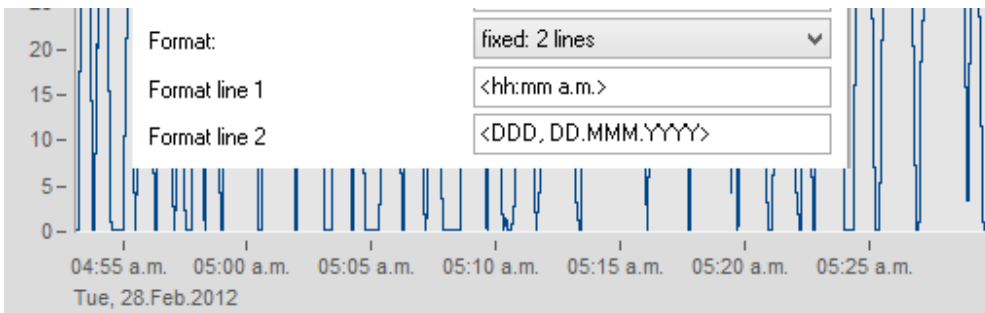 20
Format:
fixed: 2 lines
15
Format line 1
<hh:mm a.m.>
10
Format line 2
<DDD, DD.MMM.YYYY>
5
0
04:55 a.m. 05:00 a.m. 05:05 a.m. 05:10 a.m. 05:15 a.m. 05:20 a.m. 05:25 a.m.
Tue, 28.Feb.2012